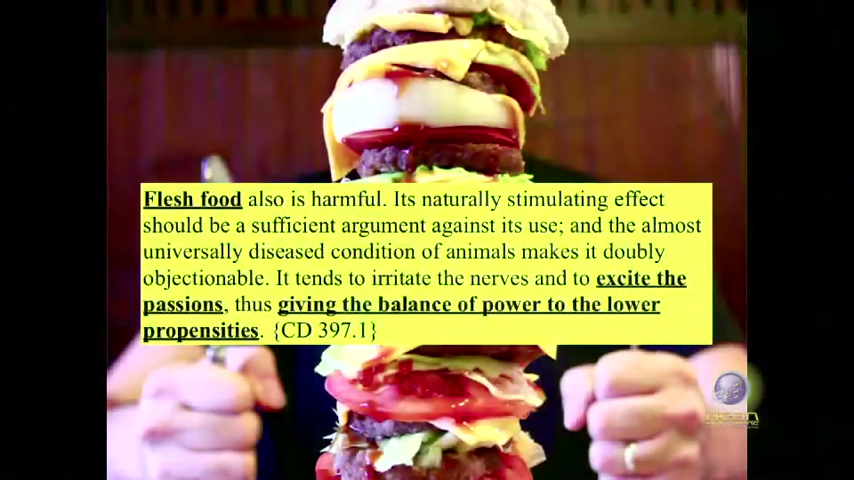 Flesh food also is harmful. Its naturally stimulating effect
should be a sufficient argument against its use; and the almost
universally diseased condition of animals makes it doubly
objectionable. It tends to irritate the nerves and to excite the
passions, thus giving the balance of power to the lower
propensities. {CD 397.1}